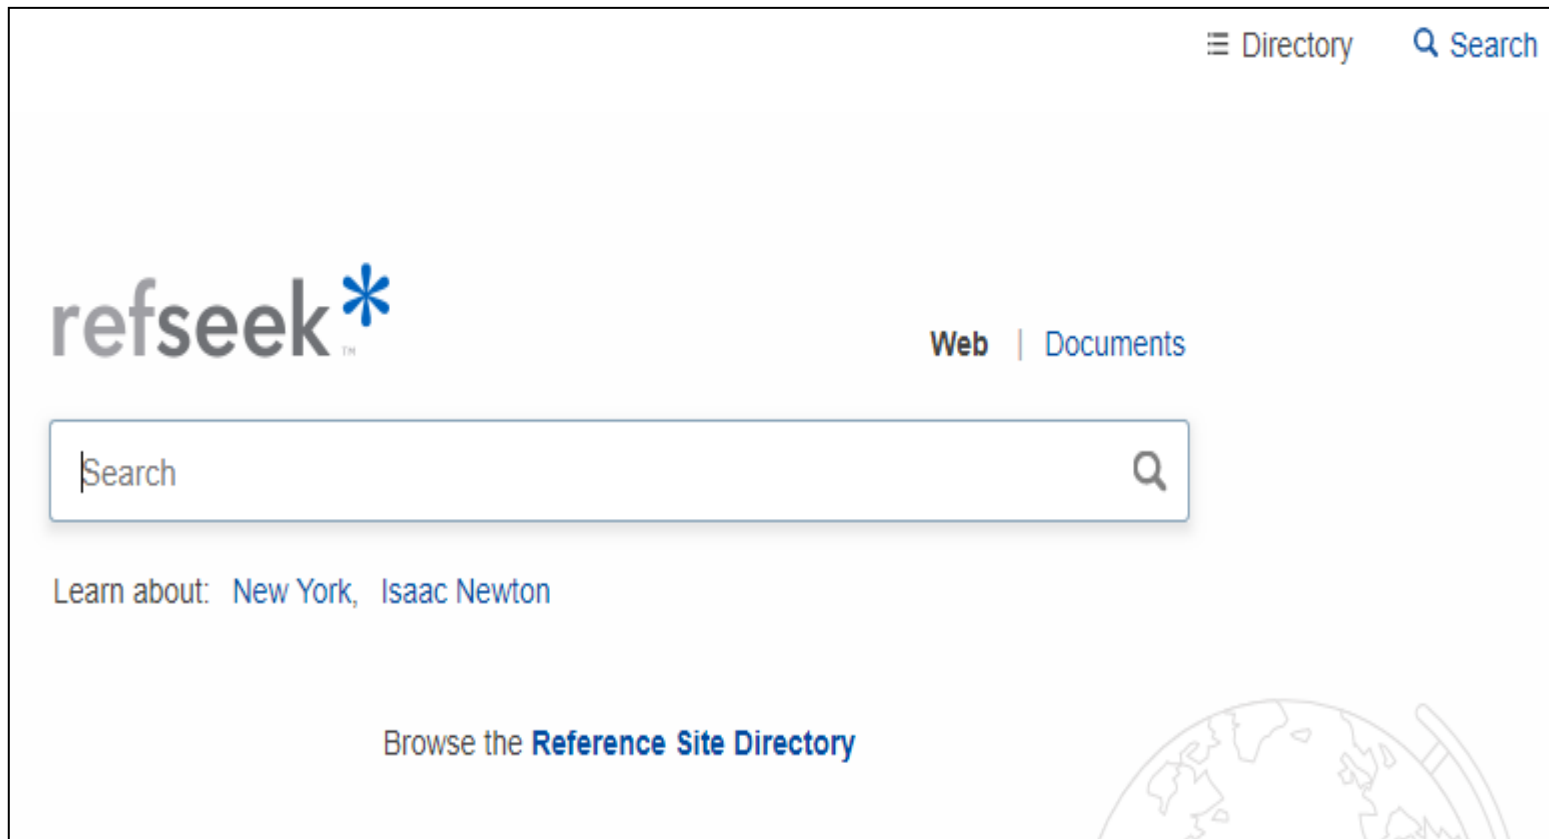 Directory Search
refseek*™
Web | Documents
Search
Learn about: New York, Isaac Newton
Browse the Reference Site Directory